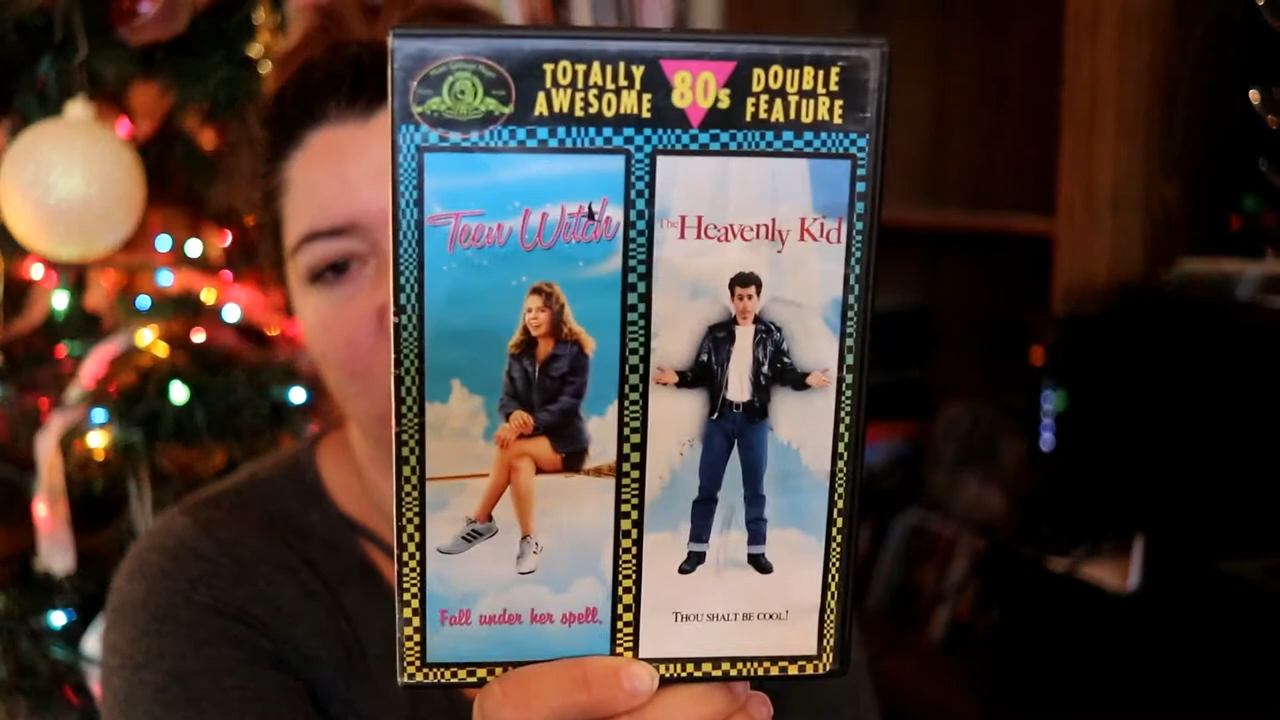 TOTALLY AWESOME
80s
DOUBLE FEATURE
Teen Witch
Fall under her spell.
The Heavenly Kid
THOU SHALT BE COOL!